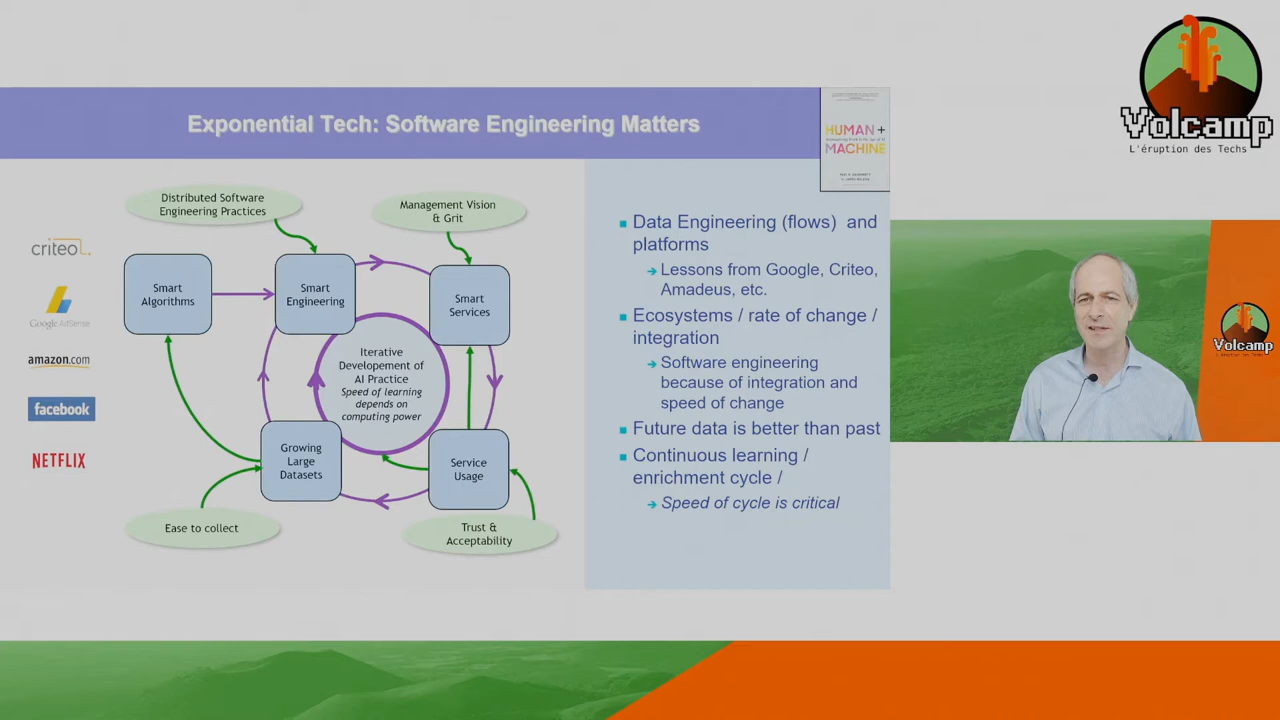 Volcamp
L'éruption des Techs
Exponential Tech: Software Engineering Matters
HUMAN +
MACHINE
Distributed Software
Engineering Practices
Management Vision
& Grit
criteo
Google AdSense
amazon.com
facebook
NETFLIX
Smart
Algorithms
Smart
Engineering
Smart
Services
Iterative
Developement of
AI Practice
Speed of learning
depends on
computing power
Growing
Large
Datasets
Service
Usage
Ease to collect
Trust &
Acceptability
Data Engineering (flows) and
platforms
Lessons from Google, Criteo,
Amadeus, etc.
Ecosystems / rate of change /
integration
Software engineering
because of integration and
speed of change
Future data is better than past
Continuous learning /
enrichment cycle /
Speed of cycle is critical
Volcamp